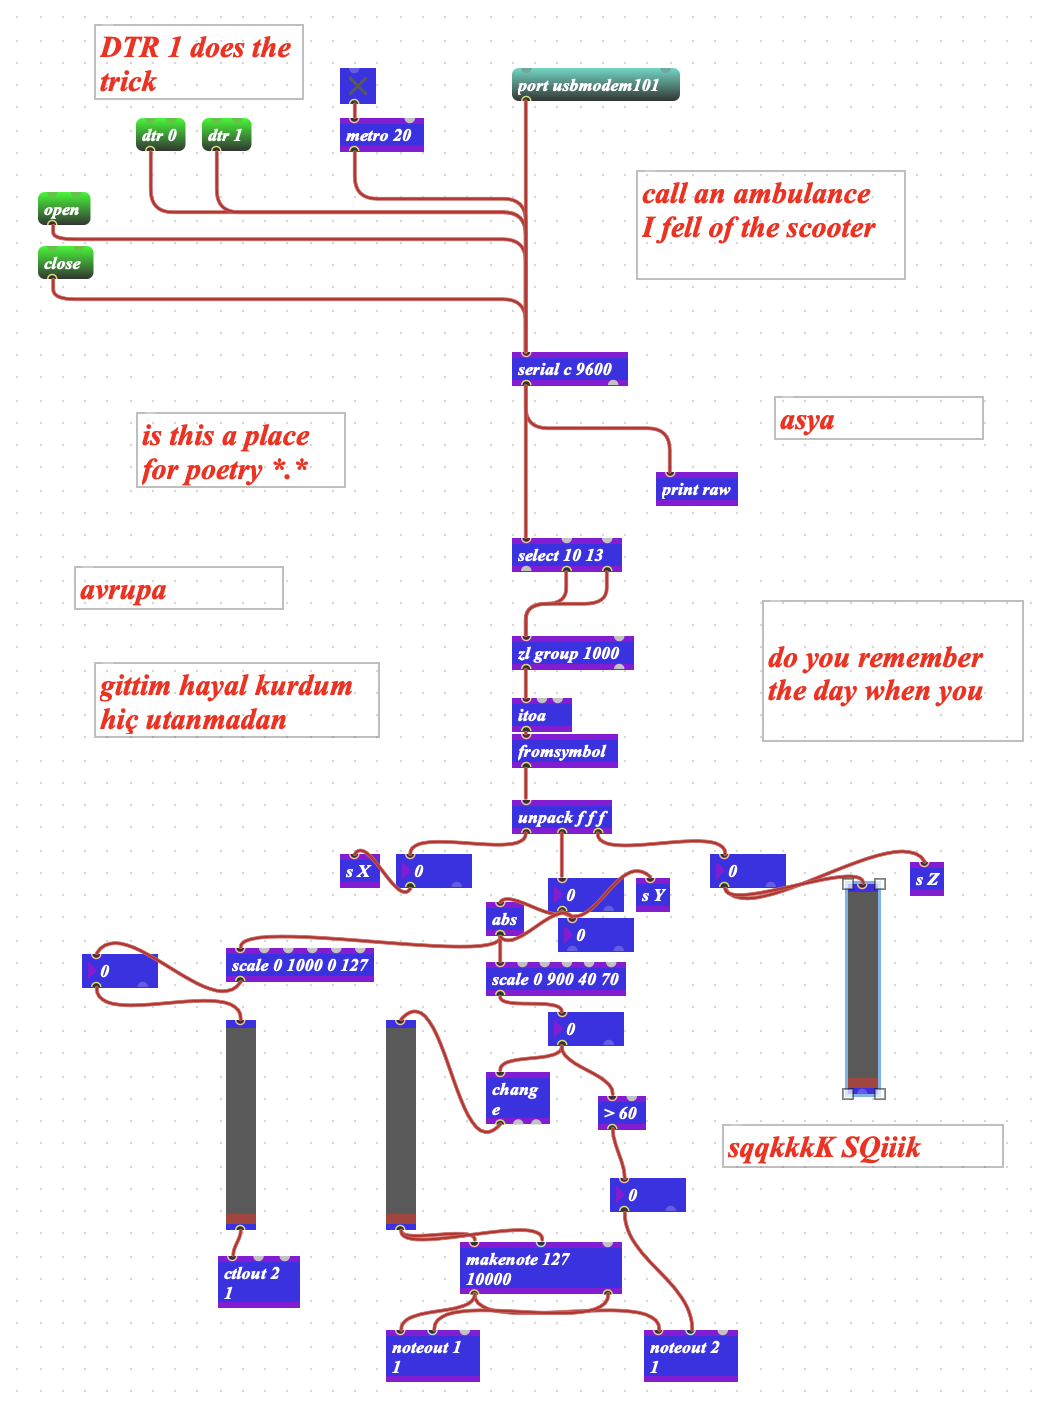 DTR 1 does the
trick
port usbmodem101
dtr 0
dtr 1
metro 20
open
close
call an ambulance
I fell of the scooter
serial c 9600
is this a place
for poetry *.*
asya
print raw
select 10 13
avrupa
zl group 1000
gittim hayal kurdum
hiç utanmadan
do you remember
the day when you
itoa
fromsymbol
unpack f f f
s X
0
0
s Y
0
s Z
abs
0
0
scale 0 1000 0 127
scale 0 900 40 70
0
chang
e
> 60
sqqkkkK SQiiik
0
makenote 127
10000
ctlout 2
1
noteout 1
1
noteout 2
1